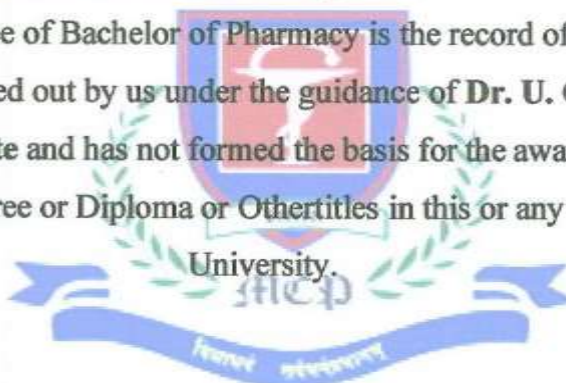 e of Bachelor of Pharmacy is the record of
ed out by us under the guidance of Dr. U.
te and has not formed the basis for the awa
ree or Diploma or Othertitles in this or any
University.
MCP